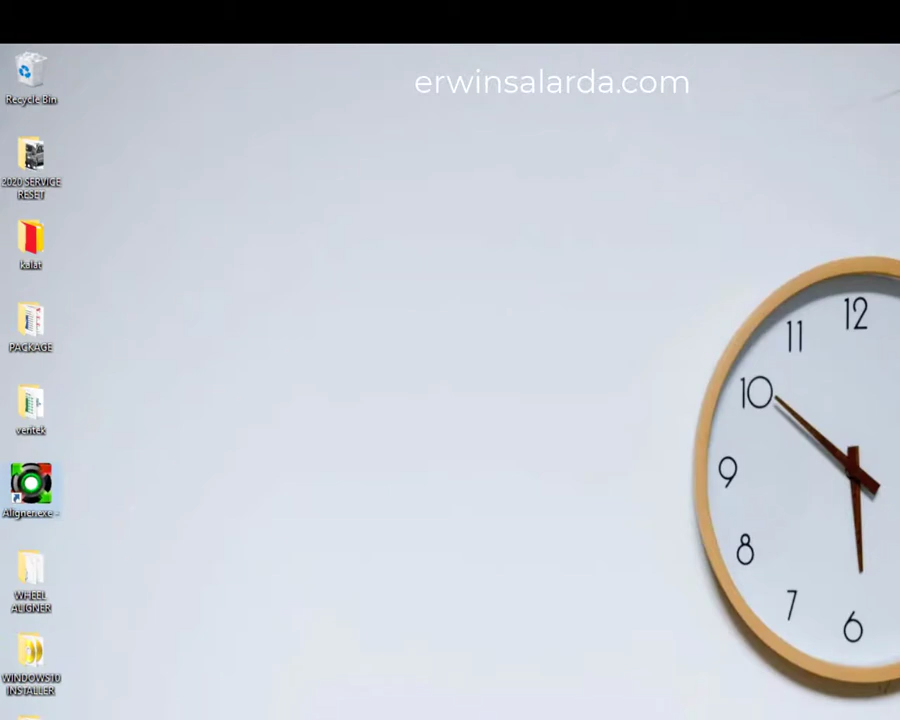 erwinsalarda.com
Recycle Bin
2020 SERVICE
RESET
kalat
PACKAGE
veritek
Aligner.exe -
WHEEL
ALIGNER
WINDOWS10
INSTALLER
12
11
10
9
8
7
6